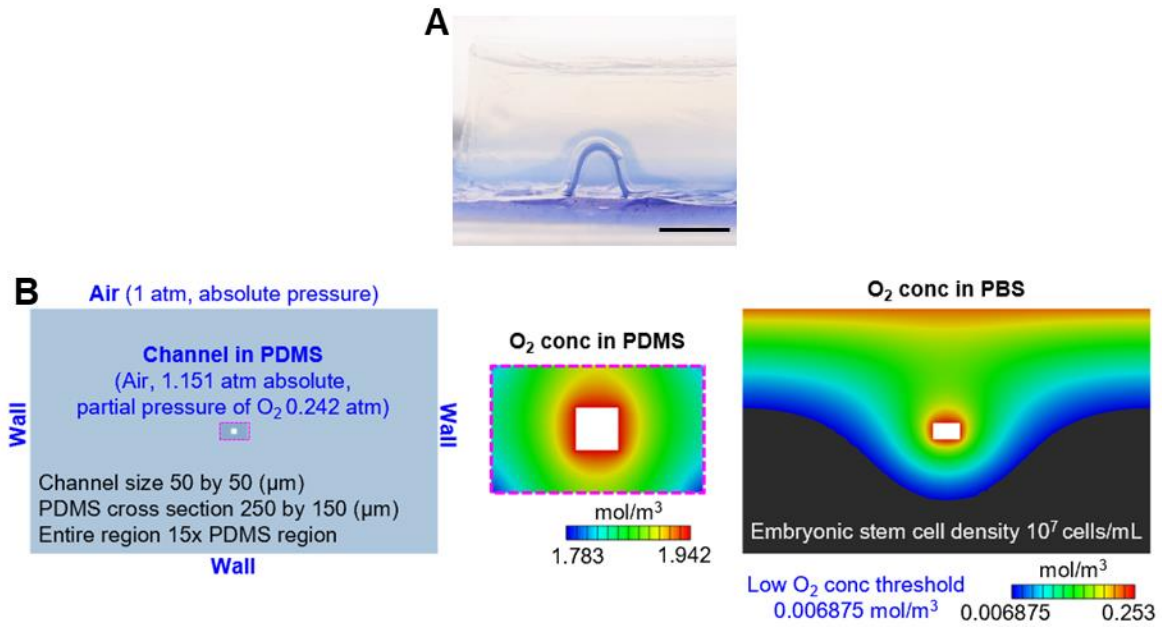 A
B
Air (1 atm, absolute pressure)
Channel in PDMS
(Air, 1.151 atm absolute,
partial pressure of O₂ 0.242 atm)
Wall
Wall
Channel size 50 by 50 (μm)
PDMS cross section 250 by 150 (μm)
Entire region 15x PDMS region
Wall
O₂ conc in PDMS
mol/m³
1.783 1.942
O₂ conc in PBS
Embryonic stem cell density 10⁷ cells/mL
Low O₂ conc threshold
0.006875 mol/m³
mol/m³
0.006875 0.253